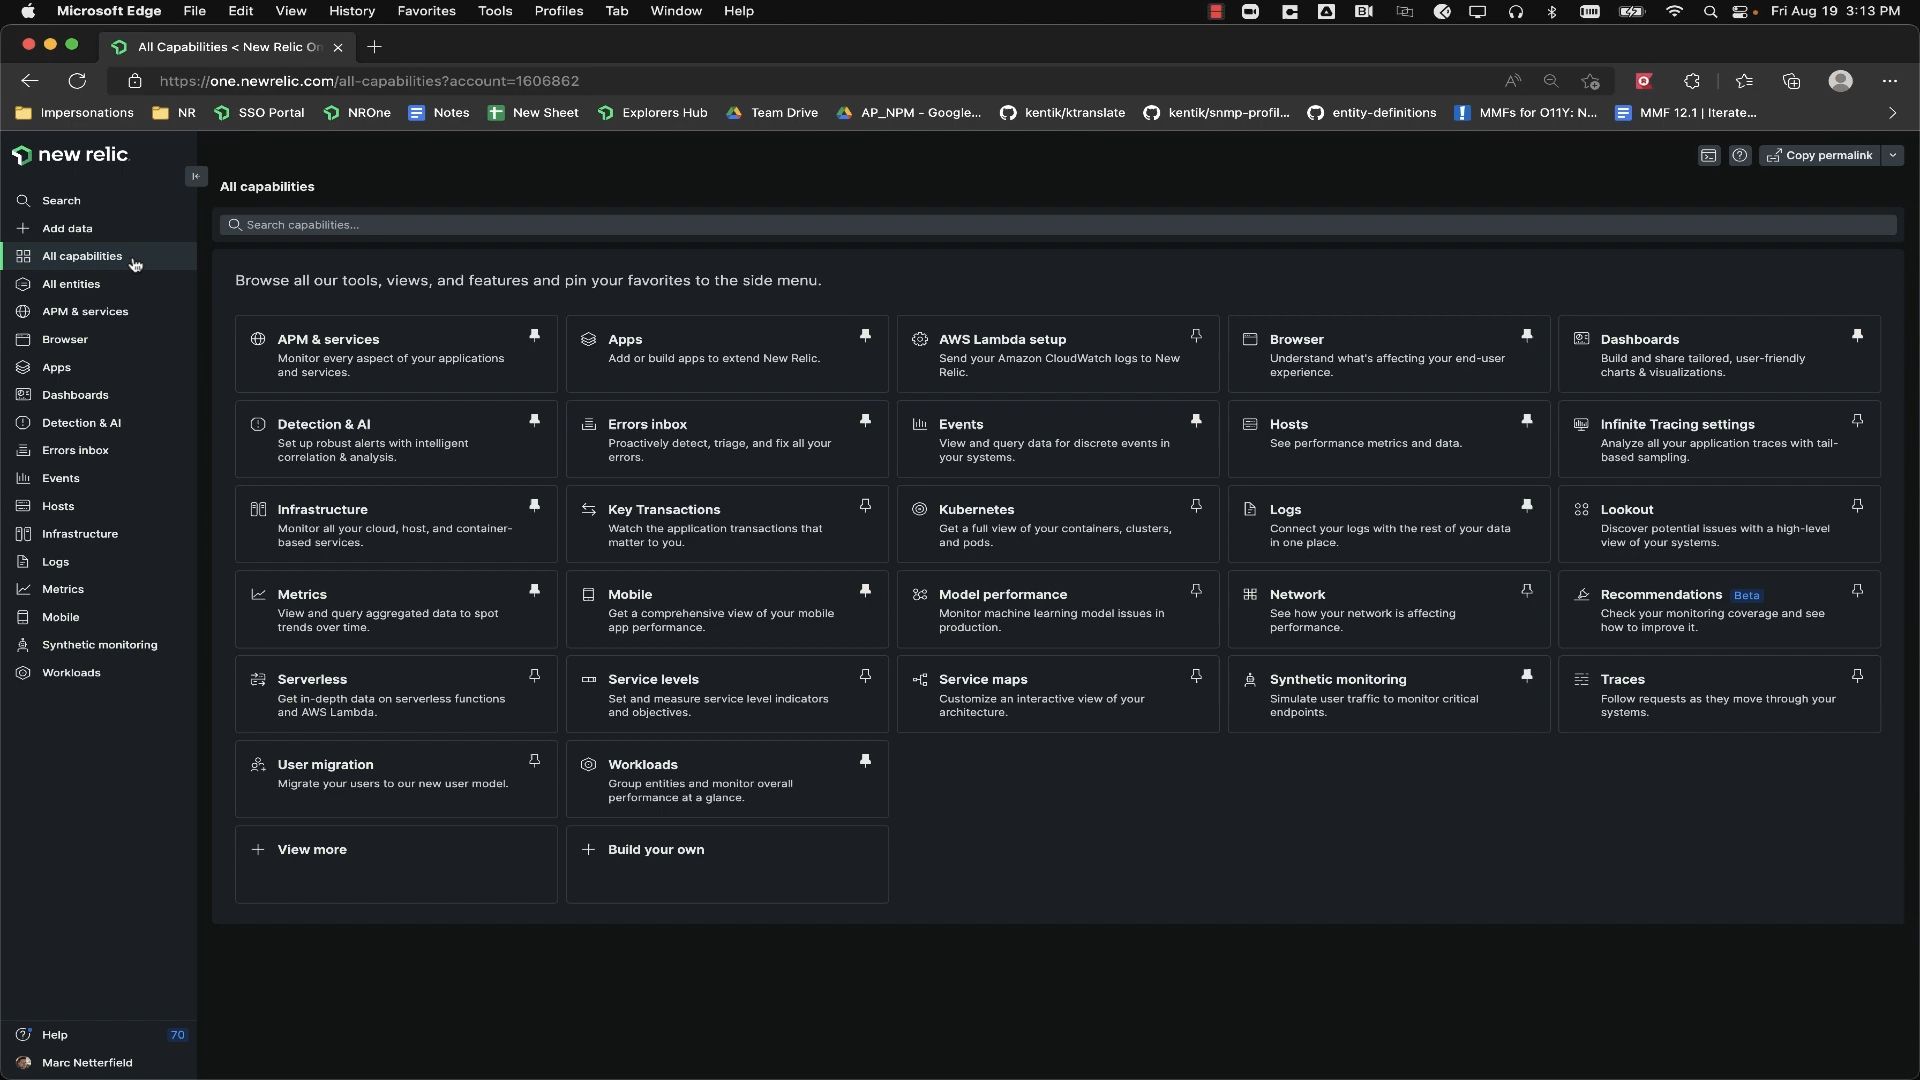 Microsoft Edge File Edit View History Favorites Tools Profiles Tab Window Help Fri Aug 19 3:13 PM
All Capabilities < New Relic On
https://one.newrelic.com/all-capabilities?account=1606862
Impersonations NR SSO Portal NROne Notes New Sheet Explorers Hub Team Drive AP_NPM - Google... kentik/ktranslate kentik/snmp-profil... entity-definitions MMFs for O11Y: N... MMF 12.1 | Iterate...
new relic
Copy permalink
All capabilities
Search
Add data
All capabilities
All entities
APM & services
Browser
Apps
Dashboards
Detection & AI
Errors inbox
Events
Hosts
Infrastructure
Logs
Metrics
Mobile
Synthetic monitoring
Workloads
Help 70
Marc Netterfield
Search capabilities...
Browse all our tools, views, and features and pin your favorites to the side menu.
APM & services
Monitor every aspect of your applications
and services.
Apps
Add or build apps to extend New Relic.
AWS Lambda setup
Send your Amazon CloudWatch logs to New
Relic.
Browser
Understand what's affecting your end-user
experience.
Dashboards
Build and share tailored, user-friendly
charts & visualizations.
Detection & AI
Set up robust alerts with intelligent
correlation & analysis.
Errors inbox
Proactively detect, triage, and fix all your
errors.
Events
View and query data for discrete events in
your systems.
Hosts
See performance metrics and data.
Infinite Tracing settings
Analyze all your application traces with tail-
based sampling.
Infrastructure
Monitor all your cloud, host, and container-
based services.
Key Transactions
Watch the application transactions that
matter to you.
Kubernetes
Get a full view of your containers, clusters,
and pods.
Logs
Connect your logs with the rest of your data
in one place.
Lookout
Discover potential issues with a high-level
view of your systems.
Metrics
View and query aggregated data to spot
trends over time.
Mobile
Get a comprehensive view of your mobile
app performance.
Model performance
Monitor machine learning model issues in
production.
Network
See how your network is affecting
performance.
Recommendations Beta
Check your monitoring coverage and see
how to improve it.
Serverless
Get in-depth data on serverless functions
and AWS Lambda.
Service levels
Set and measure service level indicators
and objectives.
Service maps
Customize an interactive view of your
architecture.
Synthetic monitoring
Simulate user traffic to monitor critical
endpoints.
Traces
Follow requests as they move through your
systems.
User migration
Migrate your users to our new user model.
Workloads
Group entities and monitor overall
performance at a glance.
View more
Build your own